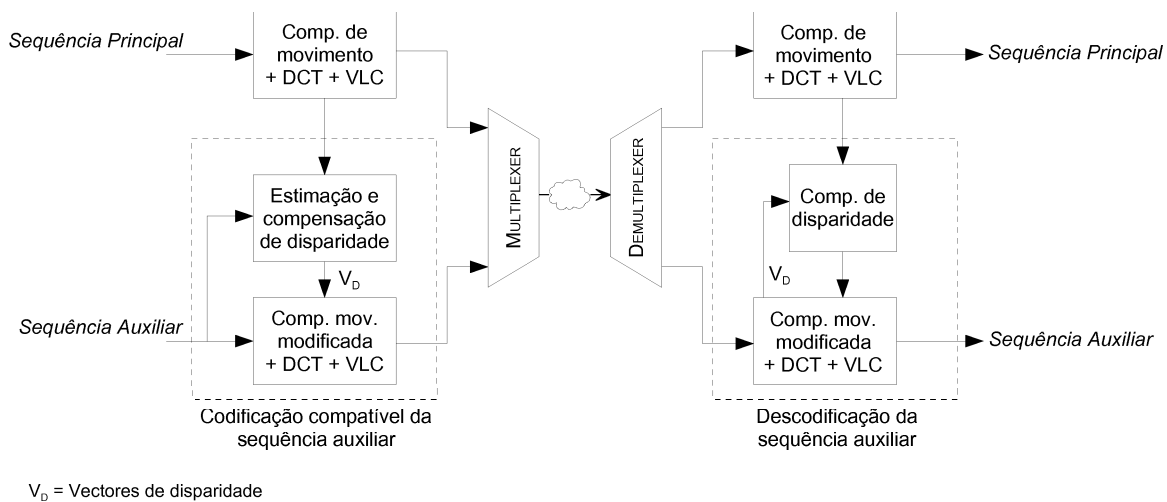 Sequência Principal
Comp. de
movimento
+ DCT + VLC
Estimação e
compensação
de disparidade
V_D
Sequência Auxiliar
Comp. mov.
modificada
+ DCT + VLC
Codificação compatível da
sequência auxiliar
MULTIPLEXER
DEMULTIPLEXER
Comp. de
movimento
+ DCT + VLC
Sequência Principal
Comp. de
disparidade
V_D
Comp. mov.
modificada
+ DCT + VLC
Sequência Auxiliar
Descodificação da
sequência auxiliar
V_D = Vectores de disparidade